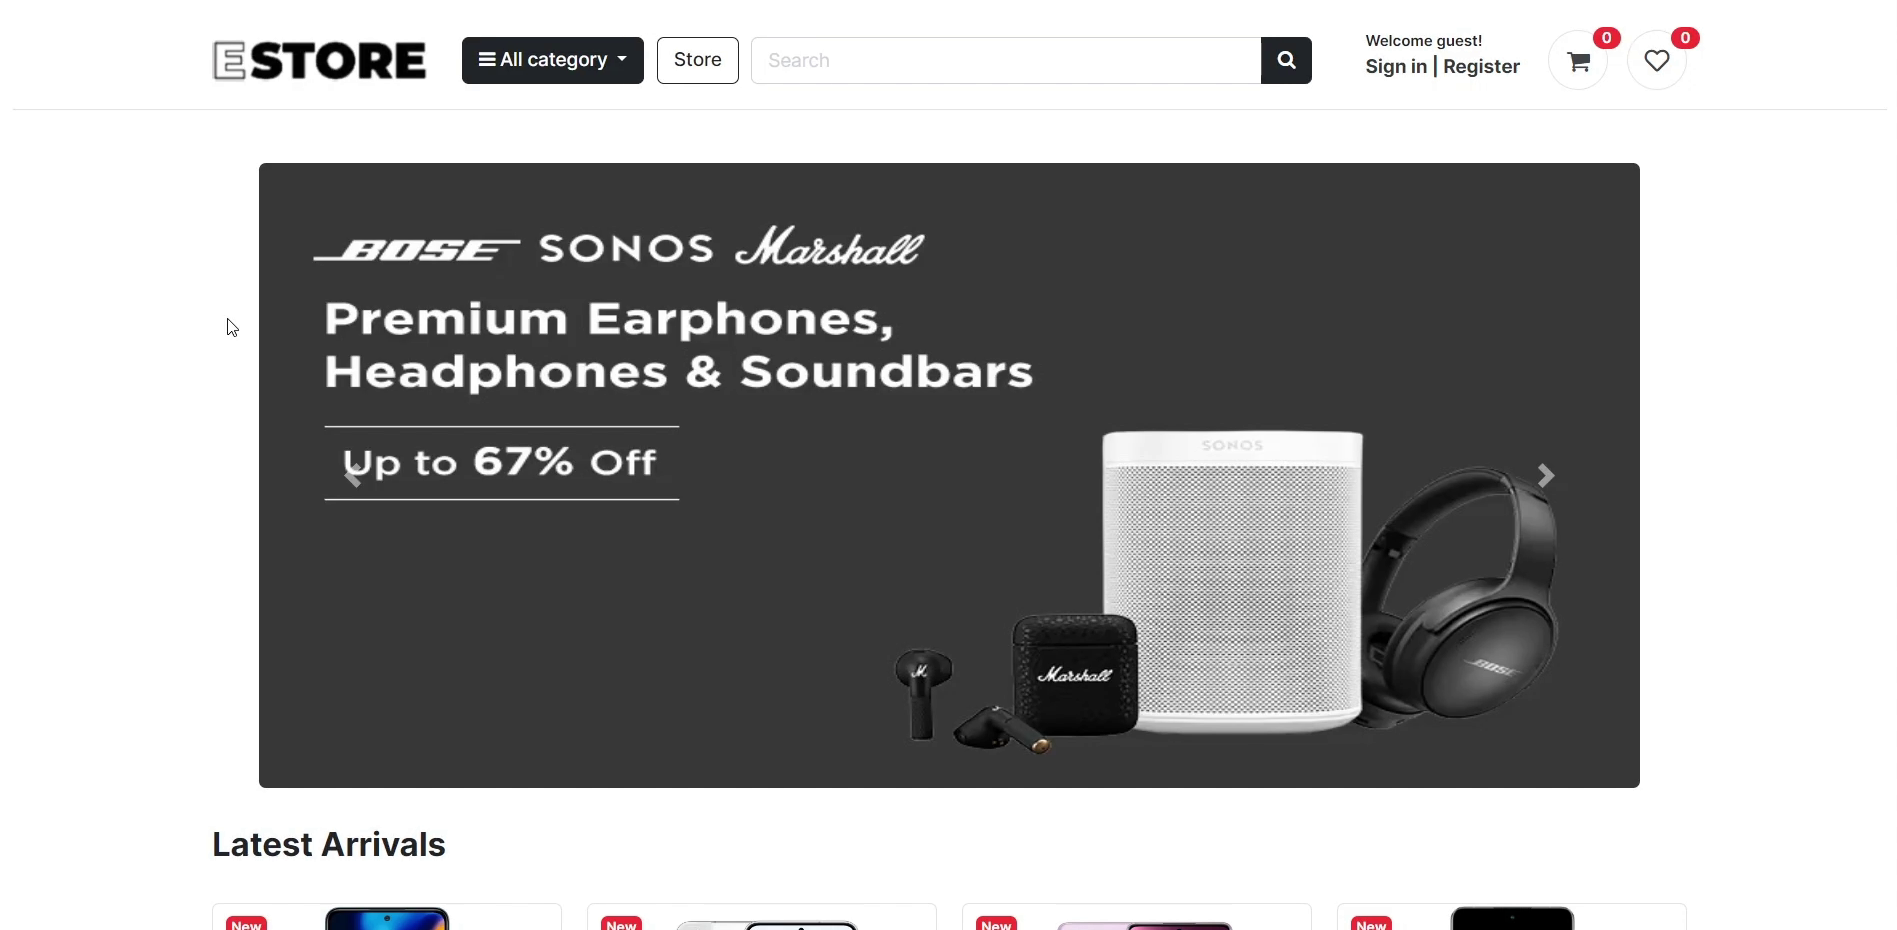 ESTORE
All category
Store
Search
Welcome guest!
Sign in | Register
0
0
BOSE SONOS Marshall
Premium Earphones,
Headphones & Soundbars
Up to 67% Off
SONOS
Marshall
M
BOSE
Latest Arrivals
New
New
New
New